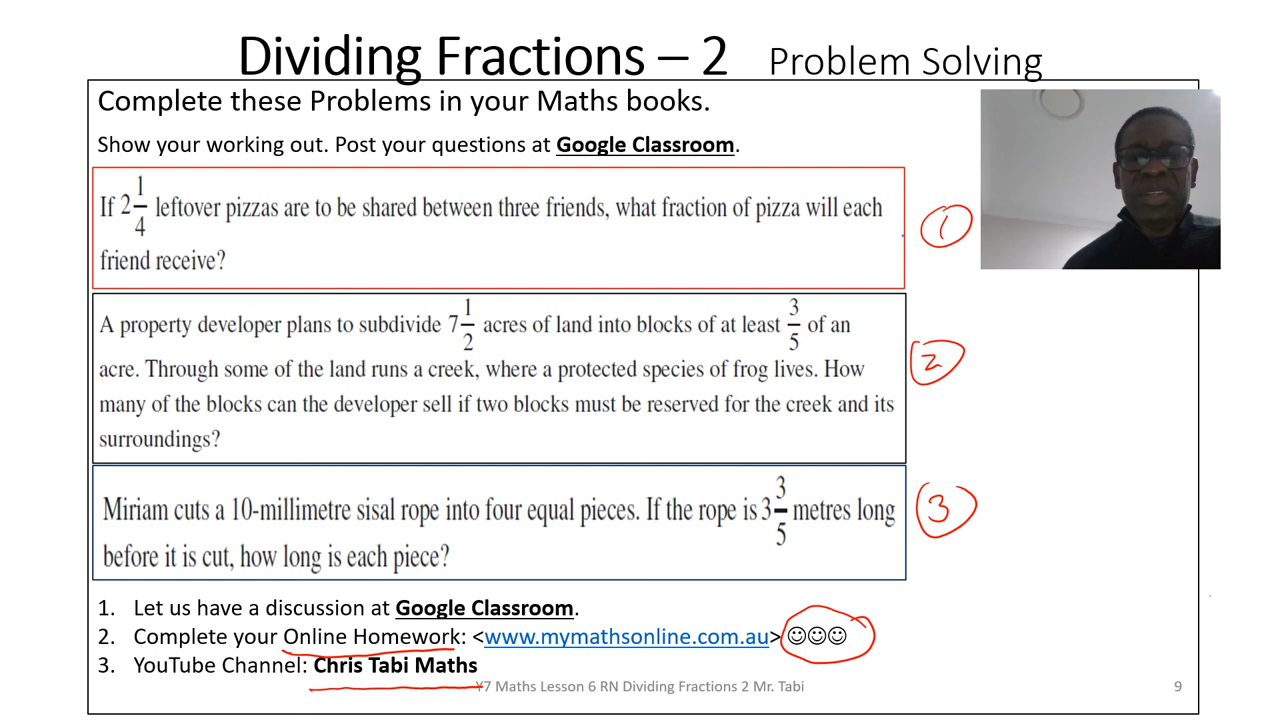 Dividing Fractions – 2 Problem Solving
Complete these Problems in your Maths books.
Show your working out. Post your questions at Google Classroom.
If 2 1/4 leftover pizzas are to be shared between three friends, what fraction of pizza will each
friend receive?
1
A property developer plans to subdivide 7 1/2 acres of land into blocks of at least 3/5 of an
acre. Through some of the land runs a creek, where a protected species of frog lives. How
many of the blocks can the developer sell if two blocks must be reserved for the creek and its
surroundings?
2
Miriam cuts a 10-millimetre sisal rope into four equal pieces. If the rope is 3 3/5 metres long
before it is cut, how long is each piece?
3
1. Let us have a discussion at Google Classroom.
2. Complete your Online Homework: <www.mymathsonline.com.au> ☺☺☺
3. YouTube Channel: Chris Tabi Maths
Y7 Maths Lesson 6 RN Dividing Fractions 2 Mr. Tabi
9